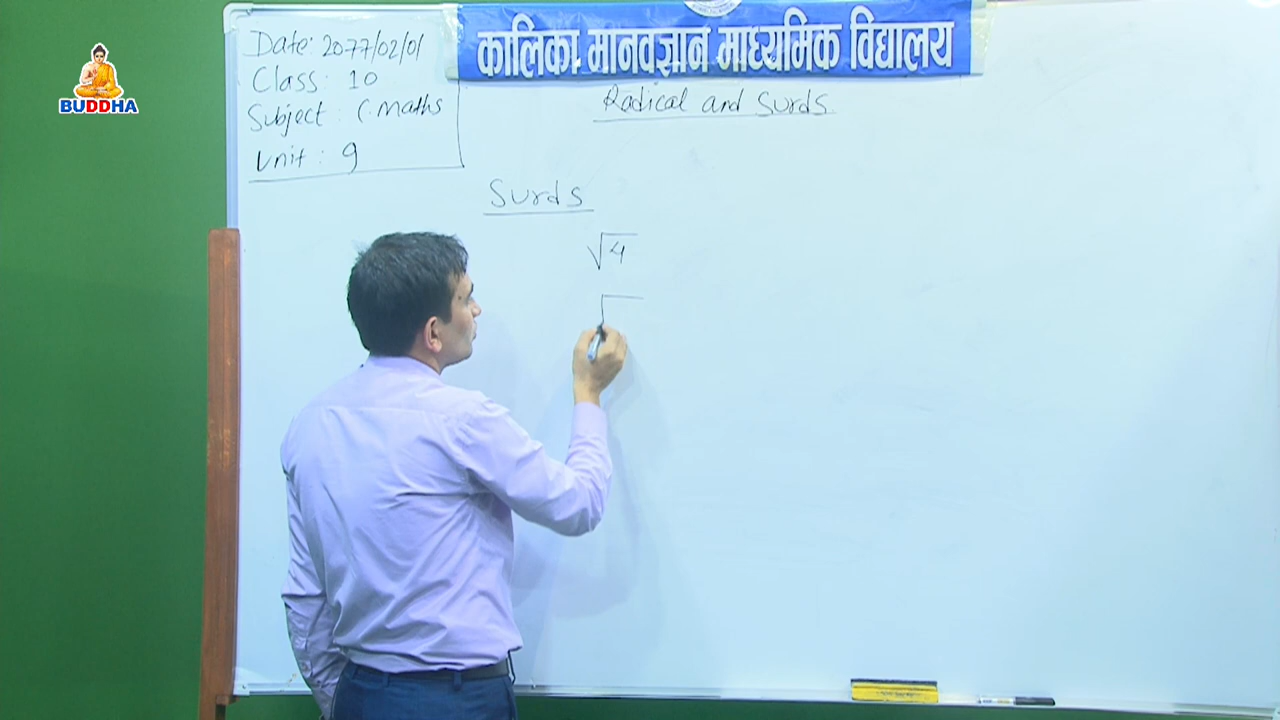 BUDDHA
Date: 2077/02/01
Class: 10
Subject: C. Maths
Unit: 9
कालिका मानवज्ञान माध्यमिक विद्यालय
Radical and Surds.
Surds
√4